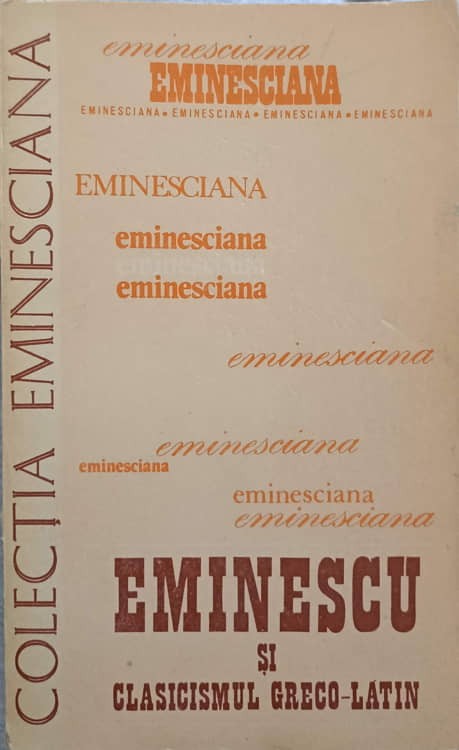 COLECȚIA EMINESCIANA
eminesciana
EMINESCIANA
EMINESCIANA • EMINESCIANA • EMINESCIANA • EMINESCIANA
EMINESCIANA
eminesciana
eminesciana
eminesciana
eminesciana
eminesciana
eminesciana
eminesciana
eminesciana
EMINESCU
ȘI
CLASICISMUL GRECO-LATIN